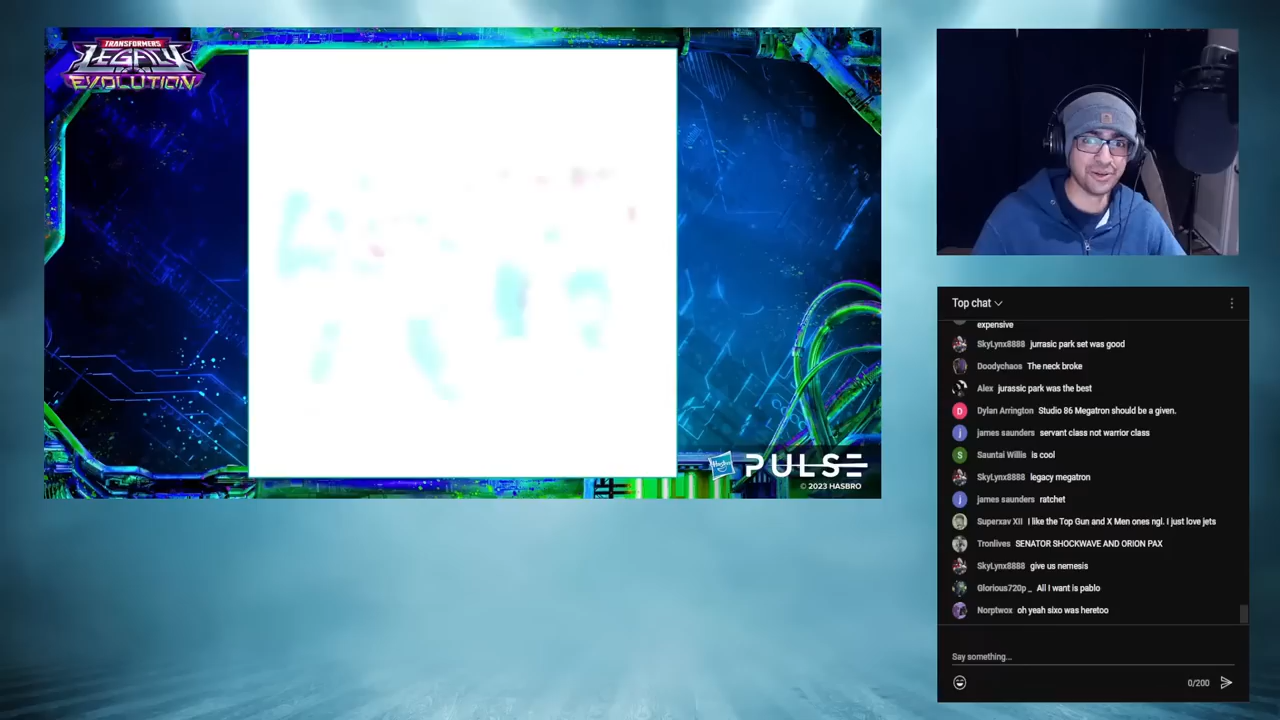 TRANSFORMERS
LEGACY
EVOLUTION
Hasbro
PULSE
© 2023 HASBRO
Top chat
expensive
SkyLynx8888 jurrasic park set was good
Doodychaos The neck broke
Alex jurassic park was the best
D Dylan Arrington Studio 86 Megatron should be a given.
j james saunders servant class not warrior class
S Sauntai Willis is cool
SkyLynx8888 legacy megatron
j james saunders ratchet
Superxav XII I like the Top Gun and X Men ones ngl. I just love jets
Tronlives SENATOR SHOCKWAVE AND ORION PAX
SkyLynx8888 give us nemesis
Glorious720p_ All I want is pablo
Norptwox oh yeah sixo was heretoo
Say something...
0/200